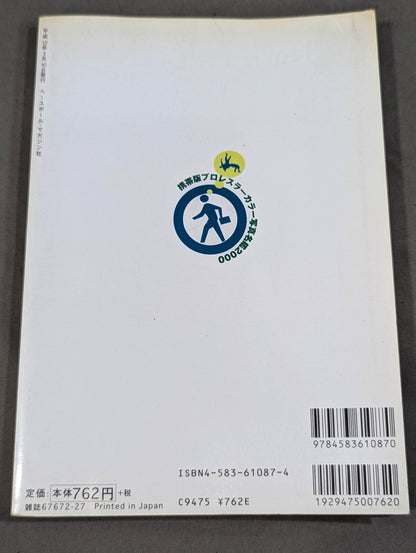 平成12年3月10日発行 ベースボール・マガジン社
携帯版プロレスラーカラー写真名鑑2000
9784583610870
ISBN4-583-61087-4
定価:本体762円+税
雑誌67672-27 Printed in Japan
C9475 ¥762E
1929475007620